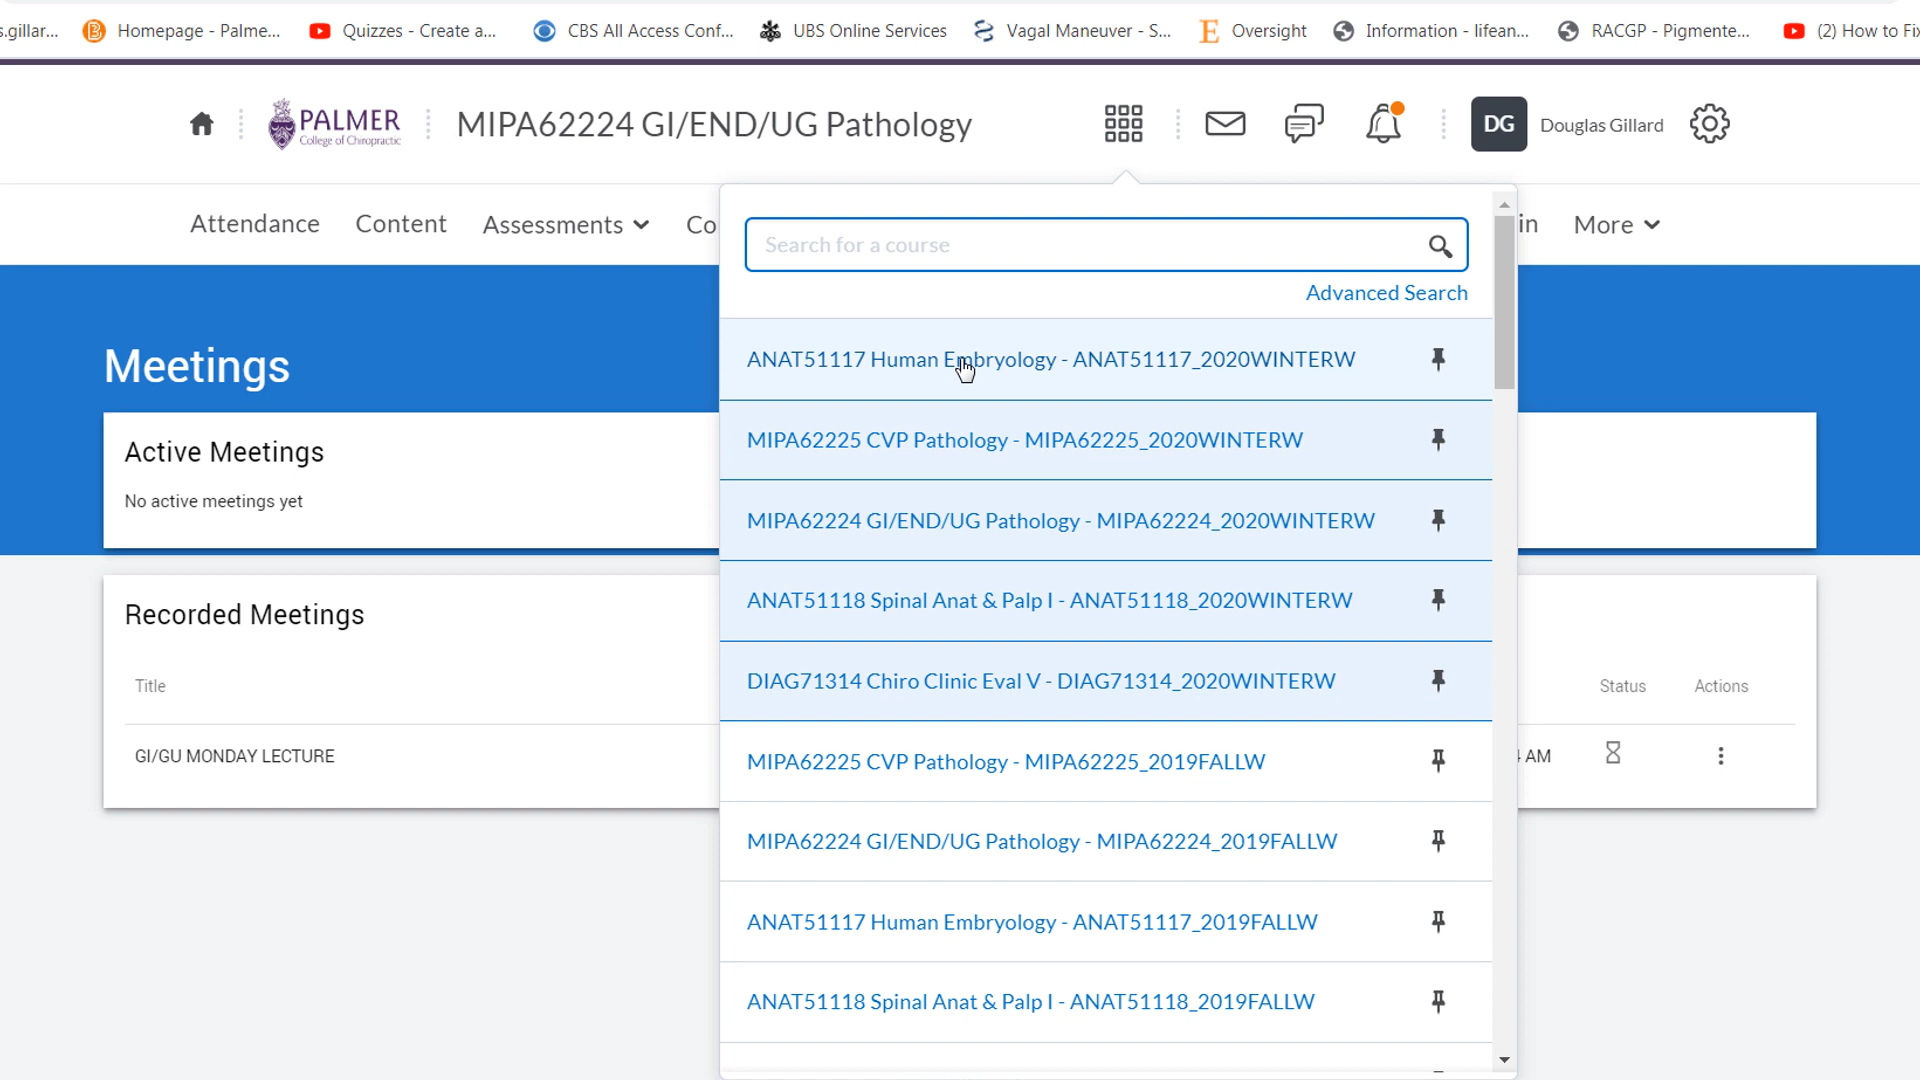 s.gillar... Homepage - Palme... Quizzes - Create a... CBS All Access Conf... UBS Online Services Vagal Maneuver - S... Oversight Information - lifean... RACGP - Pigmente... (2) How to Fix
PALMER
College of Chiropractic
MIPA62224 GI/END/UG Pathology
DG Douglas Gillard
Attendance Content Assessments Co in More
Search for a course
Advanced Search
Meetings
ANAT51117 Human Embryology - ANAT51117_2020WINTERW
Active Meetings
MIPA62225 CVP Pathology - MIPA62225_2020WINTERW
No active meetings yet
MIPA62224 GI/END/UG Pathology - MIPA62224_2020WINTERW
Recorded Meetings
ANAT51118 Spinal Anat & Palp I - ANAT51118_2020WINTERW
DIAG71314 Chiro Clinic Eval V - DIAG71314_2020WINTERW
Title Status Actions
GI/GU MONDAY LECTURE AM
MIPA62225 CVP Pathology - MIPA62225_2019FALLW
MIPA62224 GI/END/UG Pathology - MIPA62224_2019FALLW
ANAT51117 Human Embryology - ANAT51117_2019FALLW
ANAT51118 Spinal Anat & Palp I - ANAT51118_2019FALLW